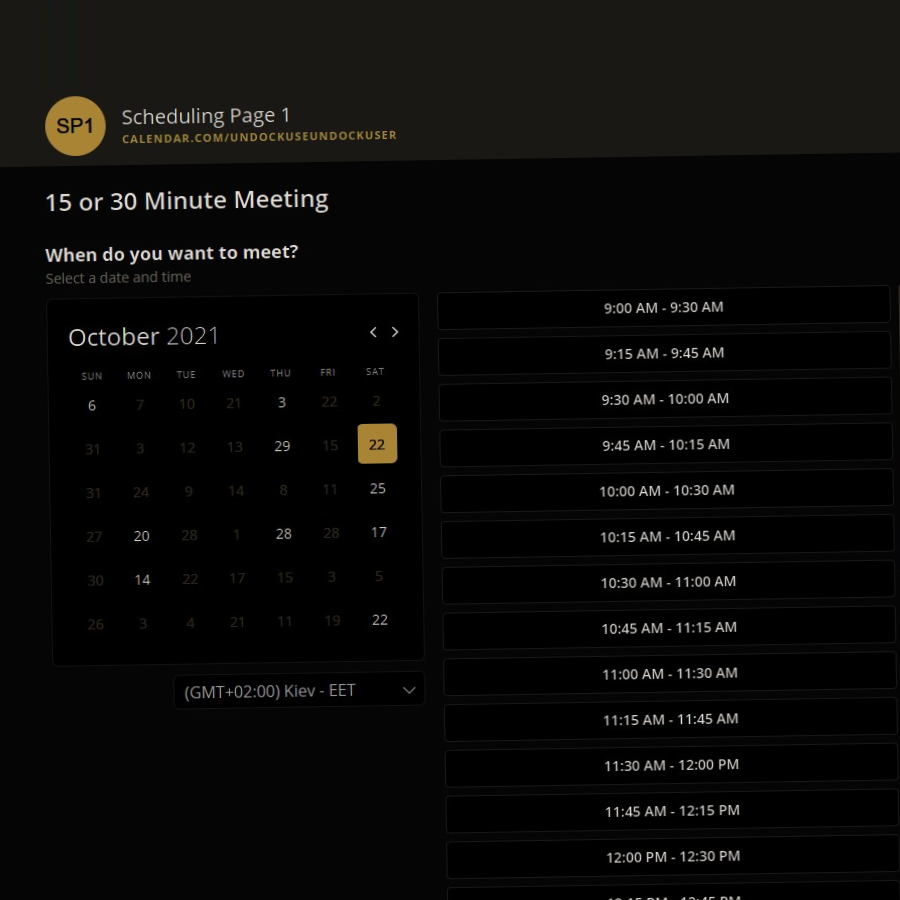 SP1
Scheduling Page 1
CALENDAR.COM/UNDOCKUSEUNDOCKUSER
15 or 30 Minute Meeting
When do you want to meet?
Select a date and time
October 2021
SUN MON TUE WED THU FRI SAT
6 7 10 21 3 22 2
31 3 12 13 29 15 22
31 24 9 14 8 11 25
27 20 28 1 28 28 17
30 14 22 17 15 3 5
26 3 4 21 11 19 22
(GMT+02:00) Kiev - EET
9:00 AM - 9:30 AM
9:15 AM - 9:45 AM
9:30 AM - 10:00 AM
9:45 AM - 10:15 AM
10:00 AM - 10:30 AM
10:15 AM - 10:45 AM
10:30 AM - 11:00 AM
10:45 AM - 11:15 AM
11:00 AM - 11:30 AM
11:15 AM - 11:45 AM
11:30 AM - 12:00 PM
11:45 AM - 12:15 PM
12:00 PM - 12:30 PM